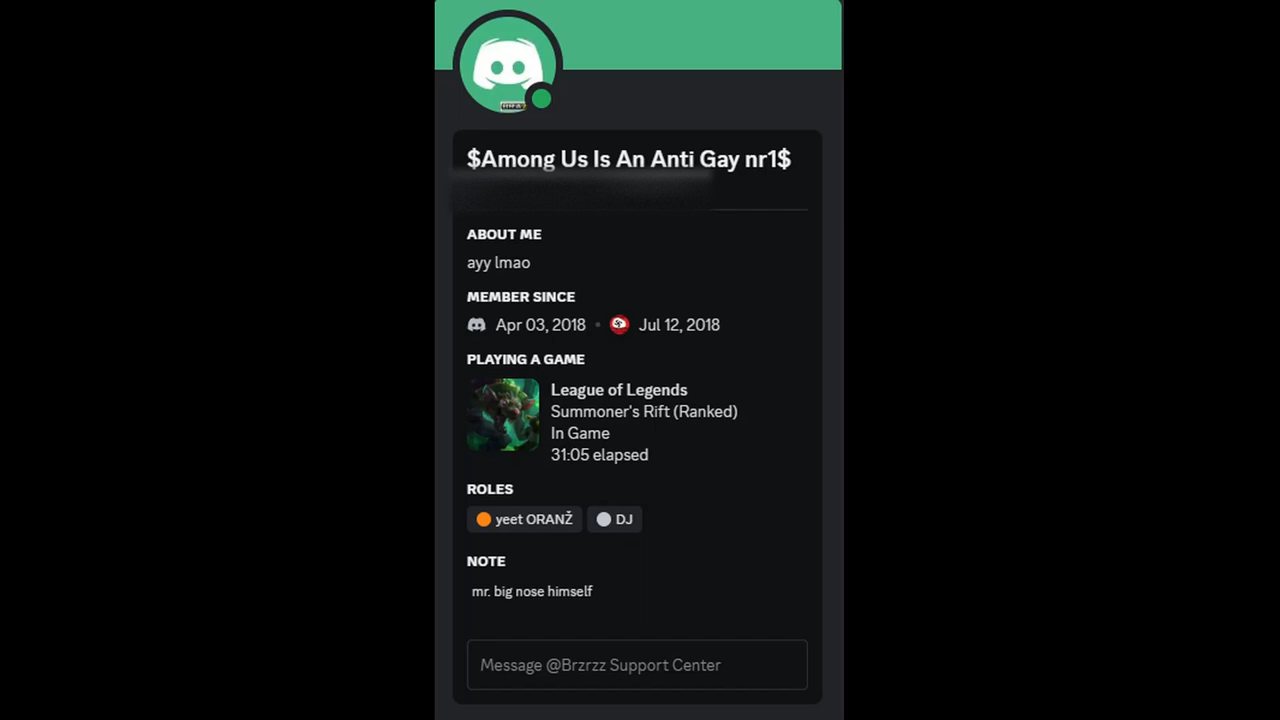 $Among Us Is An Anti Gay nr1$
ABOUT ME
ayy lmao
MEMBER SINCE
Apr 03, 2018 • Jul 12, 2018
PLAYING A GAME
League of Legends
Summoner's Rift (Ranked)
In Game
31:05 elapsed
ROLES
yeet ORANŽ DJ
NOTE
mr. big nose himself
Message @Brzrzz Support Center